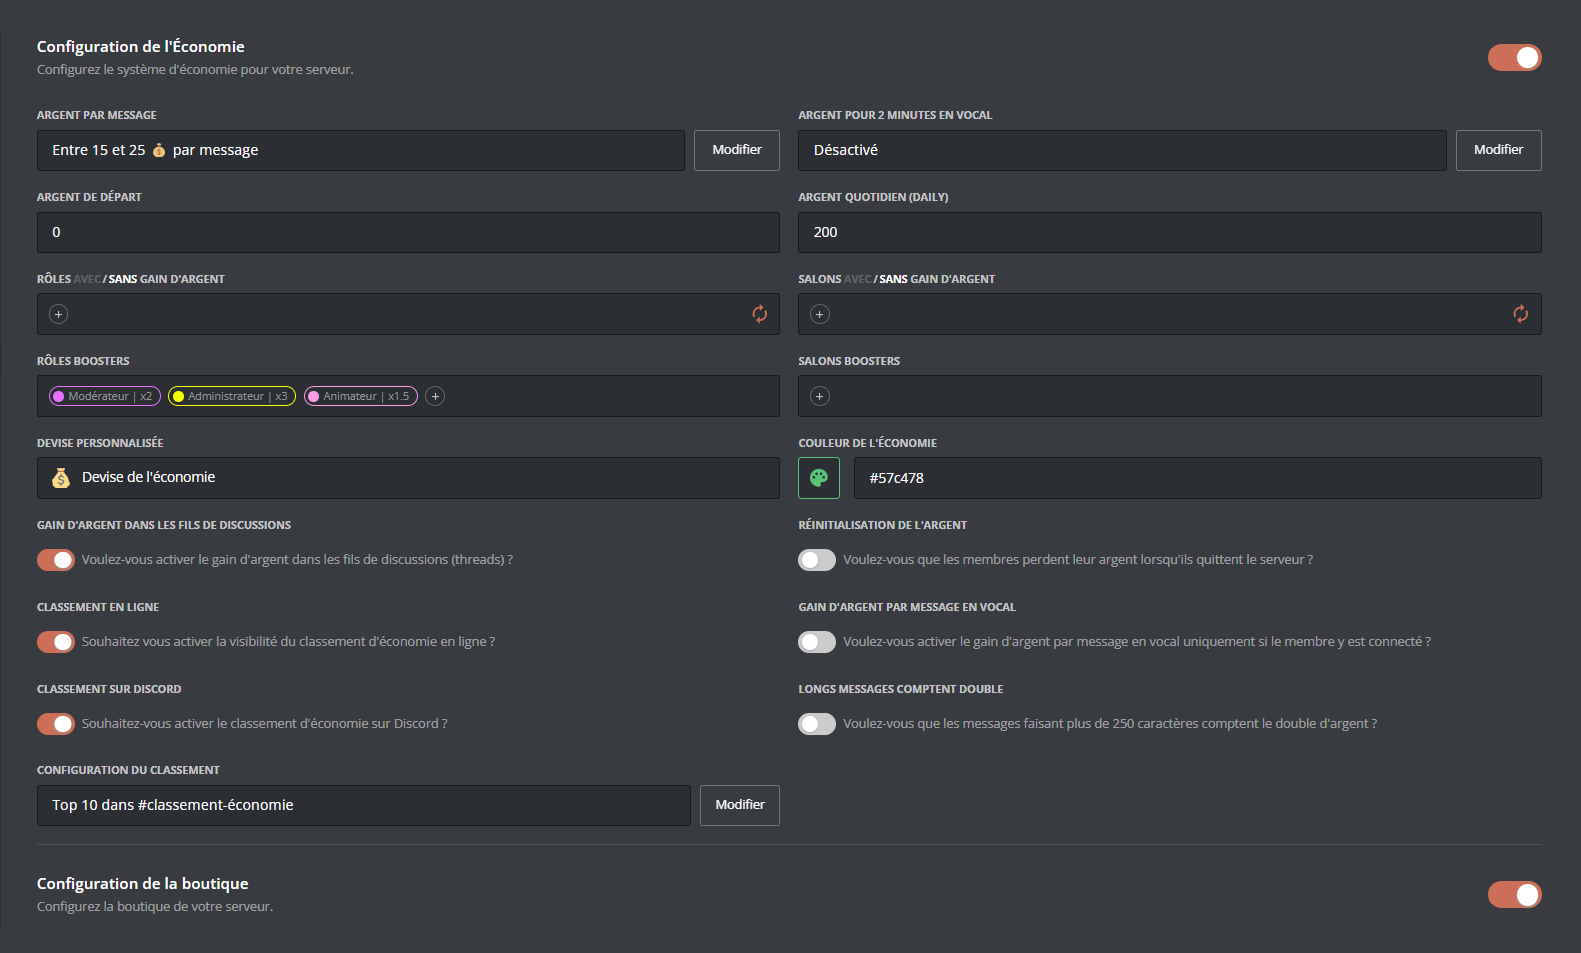 Configuration de l'Économie
Configurez le système d'économie pour votre serveur.
ARGENT PAR MESSAGE
Entre 15 et 25 💰 par message
Modifier
ARGENT POUR 2 MINUTES EN VOCAL
Désactivé
Modifier
ARGENT DE DÉPART
0
ARGENT QUOTIDIEN (DAILY)
200
RÔLES AVEC/SANS GAIN D'ARGENT
SALONS AVEC/SANS GAIN D'ARGENT
RÔLES BOOSTERS
Modérateur | x2
Administrateur | x3
Animateur | x1.5
SALONS BOOSTERS
DEVISE PERSONNALISÉE
Devise de l'économie
COULEUR DE L'ÉCONOMIE
#57c478
GAIN D'ARGENT DANS LES FILS DE DISCUSSIONS
Voulez-vous activer le gain d'argent dans les fils de discussions (threads) ?
RÉINITIALISATION DE L'ARGENT
Voulez-vous que les membres perdent leur argent lorsqu'ils quittent le serveur ?
CLASSEMENT EN LIGNE
Souhaitez vous activer la visibilité du classement d'économie en ligne ?
GAIN D'ARGENT PAR MESSAGE EN VOCAL
Voulez-vous activer le gain d'argent par message en vocal uniquement si le membre y est connecté ?
CLASSEMENT SUR DISCORD
Souhaitez-vous activer le classement d'économie sur Discord ?
LONGS MESSAGES COMPTENT DOUBLE
Voulez-vous que les messages faisant plus de 250 caractères comptent le double d'argent ?
CONFIGURATION DU CLASSEMENT
Top 10 dans #classement-économie
Modifier
Configuration de la boutique
Configurez la boutique de votre serveur.